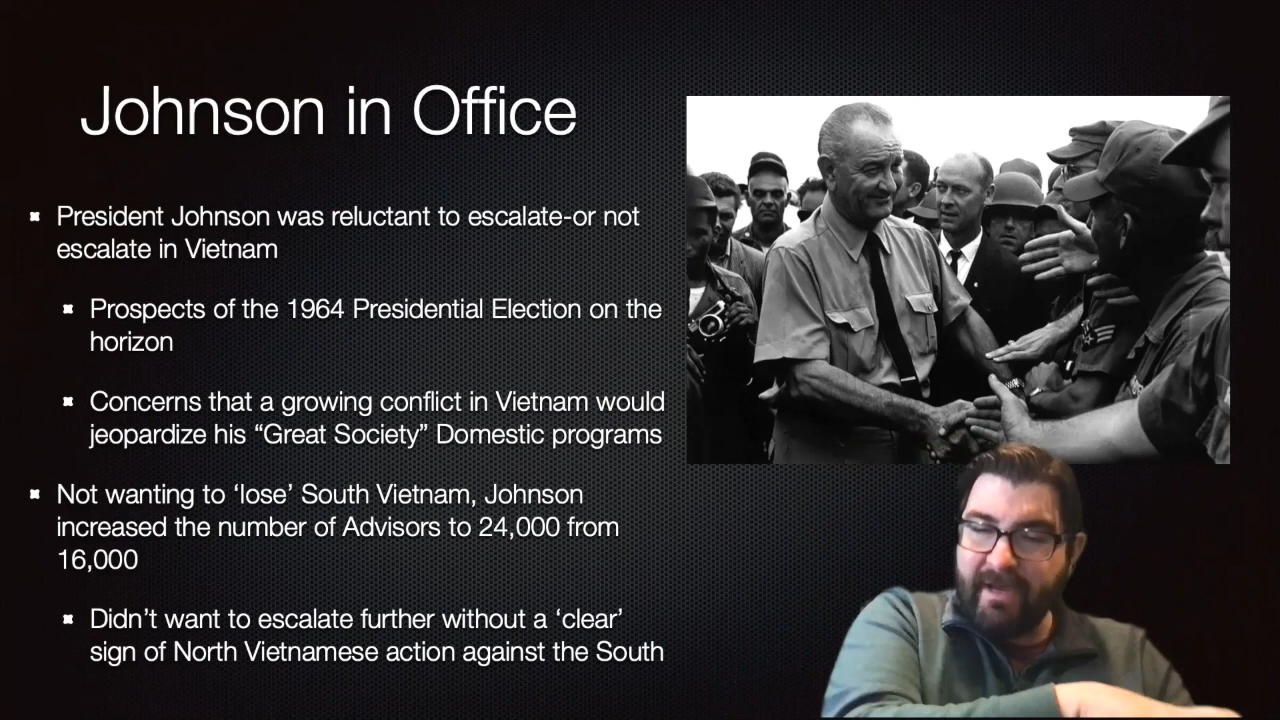 Johnson in Office
President Johnson was reluctant to escalate-or not
escalate in Vietnam
Prospects of the 1964 Presidential Election on the
horizon
Concerns that a growing conflict in Vietnam would
jeopardize his “Great Society” Domestic programs
Not wanting to ‘lose’ South Vietnam, Johnson
increased the number of Advisors to 24,000 from
16,000
Didn’t want to escalate further without a ‘clear’
sign of North Vietnamese action against the South